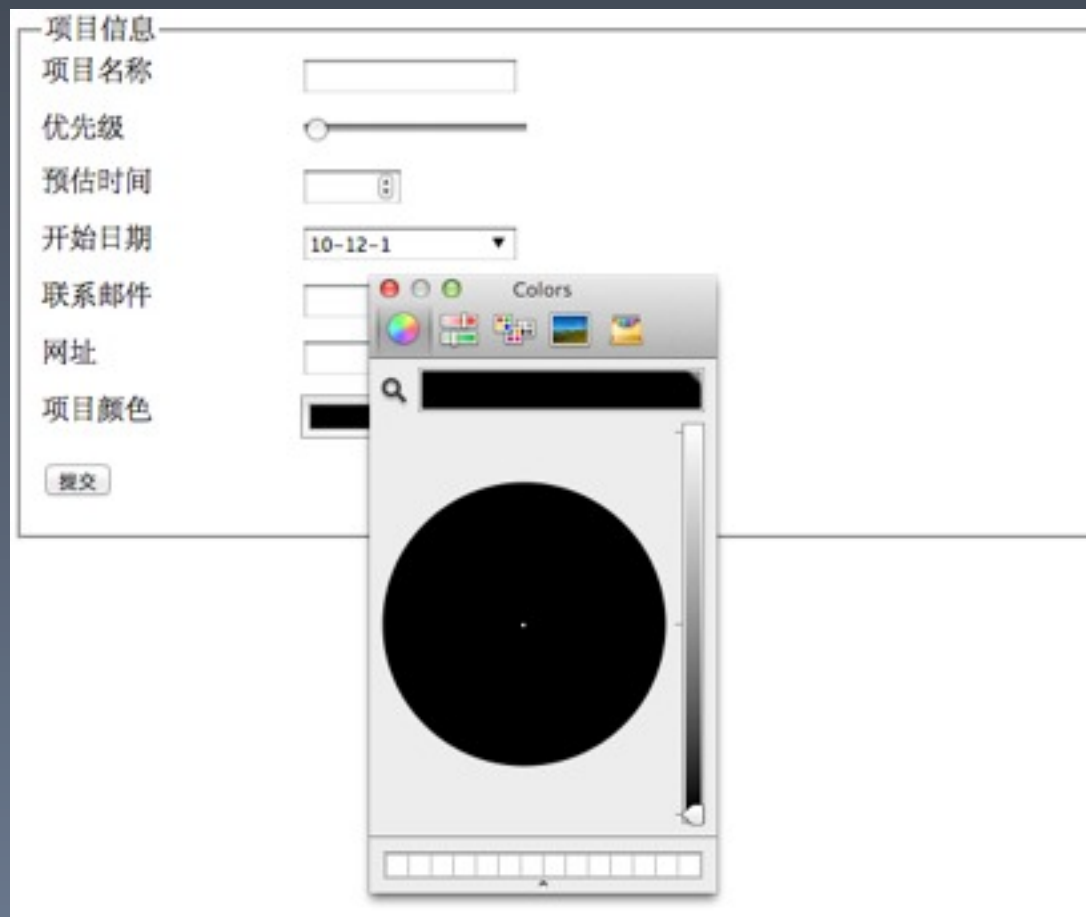 项目信息
项目名称
优先级
预估时间
开始日期 10-12-1
联系邮件
网址
项目颜色
提交
Colors